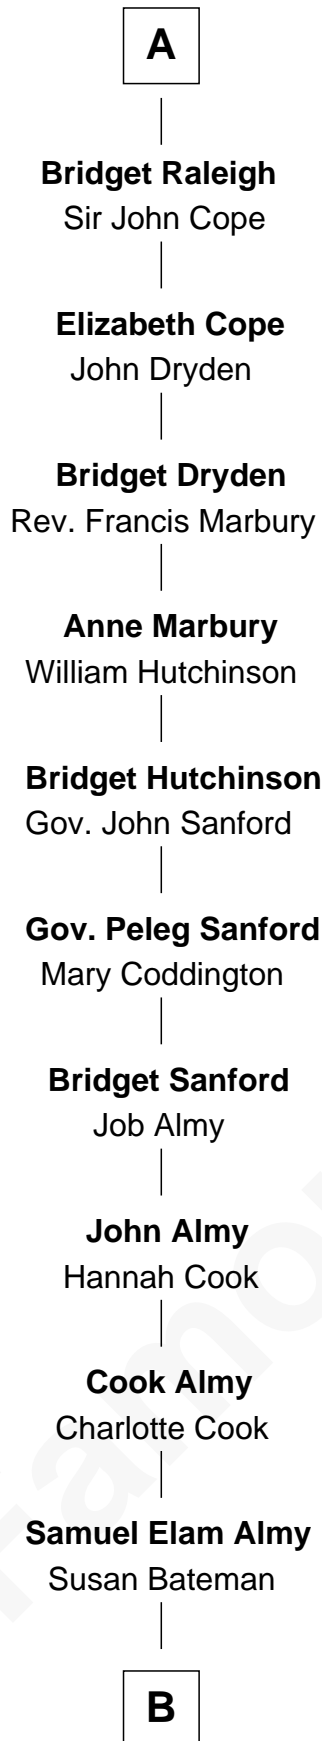 A
Bridget Raleigh
Sir John Cope
Elizabeth Cope
John Dryden
Bridget Dryden
Rev. Francis Marbury
Anne Marbury
William Hutchinson
Bridget Hutchinson
Gov. John Sanford
Gov. Peleg Sanford
Mary Coddington
Bridget Sanford
Job Almy
John Almy
Hannah Cook
Cook Almy
Charlotte Cook
Samuel Elam Almy
Susan Bateman
B